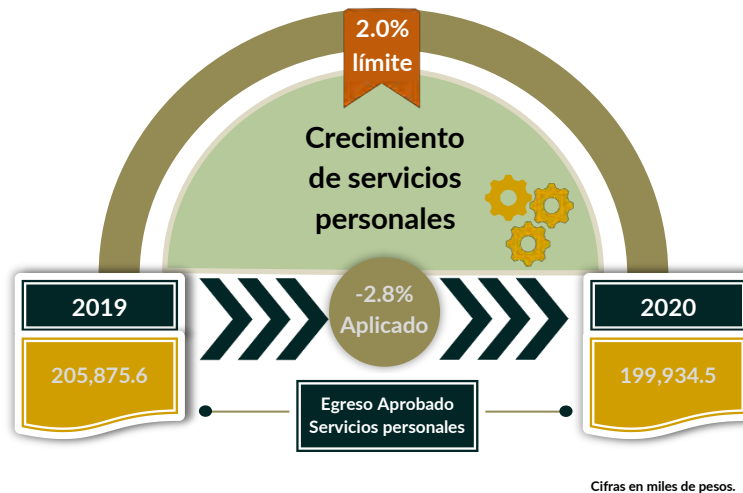 2.0%
límite
Crecimiento
de servicios
personales
2019
-2.8%
Aplicado
2020
205,875.6
199,934.5
Egreso Aprobado
Servicios personales
Cifras en miles de pesos.